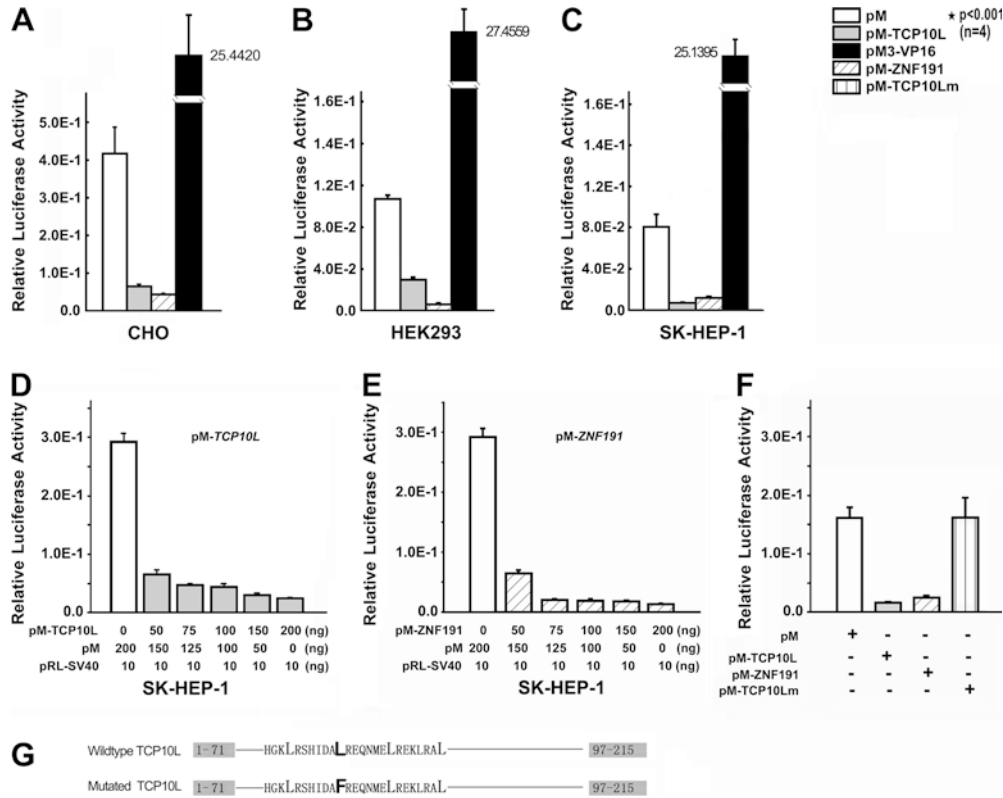 A
B
C
pM
pM-TCP10L
pM3-VP16
pM-ZNF191
pM-TCP10Lm
★ p<0.001
(n=4)
25.4420
27.4559
25.1395
Relative Luciferase Activity
5.0E-1
4.0E-1
3.0E-1
2.0E-1
1.0E-1
0.0
CHO
Relative Luciferase Activity
1.6E-1
1.2E-1
8.0E-2
4.0E-2
0.0
HEK293
Relative Luciferase Activity
1.6E-1
1.2E-1
8.0E-2
4.0E-2
0.0
SK-HEP-1
D
Relative Luciferase Activity
pM-TCP10L
3.0E-1
2.0E-1
1.0E-1
0.0
pM-TCP10L 0 50 75 100 150 200 (ng)
pM 200 150 125 100 50 0 (ng)
pRL-SV40 10 10 10 10 10 10 (ng)
SK-HEP-1
E
Relative Luciferase Activity
pM-ZNF191
3.0E-1
2.0E-1
1.0E-1
0.0
pM-ZNF191 0 50 75 100 150 200 (ng)
pM 200 150 125 100 50 0 (ng)
pRL-SV40 10 10 10 10 10 10 (ng)
SK-HEP-1
F
Relative Luciferase Activity
3.0E-1
2.0E-1
1.0E-1
0.0
pM + - - -
pM-TCP10L - + - -
pM-ZNF191 - - + -
pM-TCP10Lm - - - +
G
Wildtype TCP10L 1-71 HGKLRSHIDALREQNMELREKLRAL 97-215
Mutated TCP10L 1-71 HGKLRSHIDAFREQNMELREKLRAL 97-215